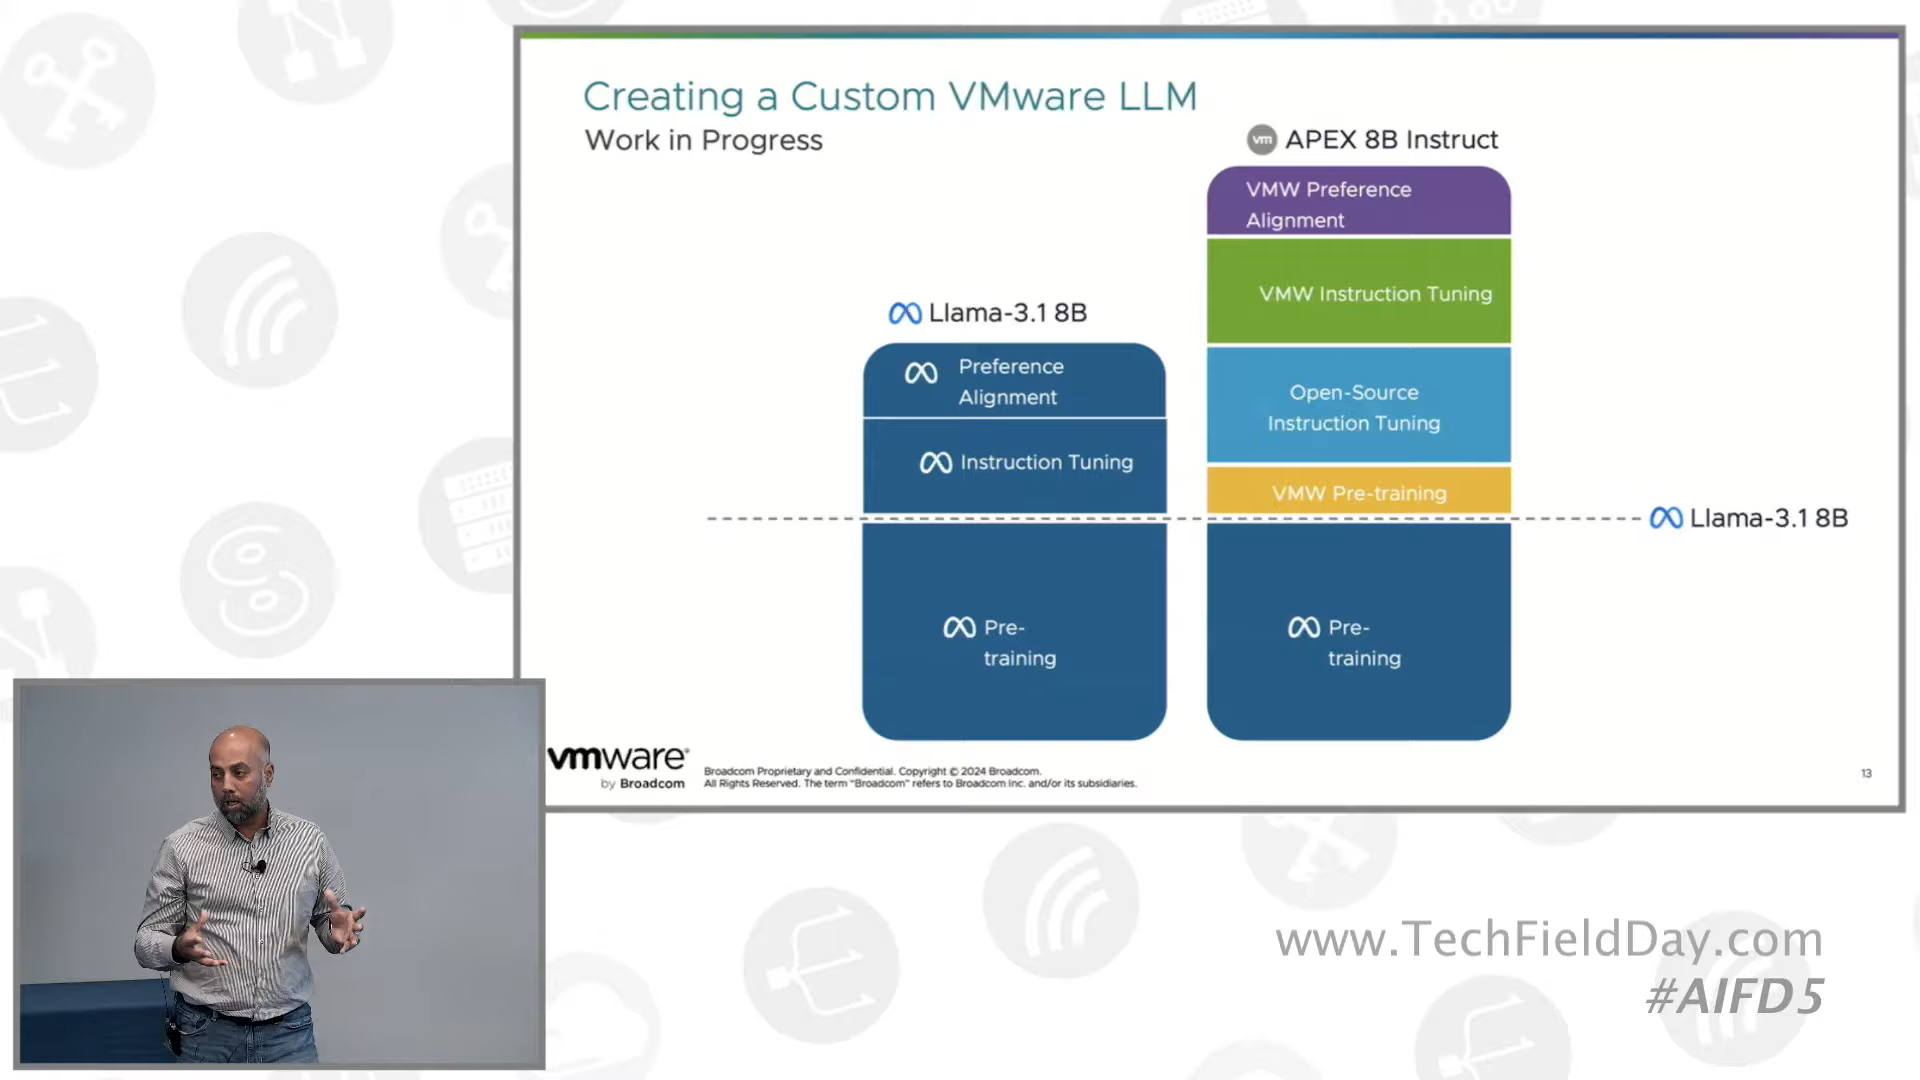 Creating a Custom VMware LLM
Work in Progress
vm APEX 8B Instruct
VMW Preference
Alignment
VMW Instruction Tuning
Open-Source
Instruction Tuning
VMW Pre-training
Llama-3.1 8B
Preference
Alignment
Instruction Tuning
Llama-3.1 8B
Pre-
training
Pre-
training
vmware®
by Broadcom
Broadcom Proprietary and Confidential. Copyright © 2024 Broadcom.
All Rights Reserved. The term "Broadcom" refers to Broadcom Inc. and/or its subsidiaries.
13
www.TechFieldDay.com
#AIFD5